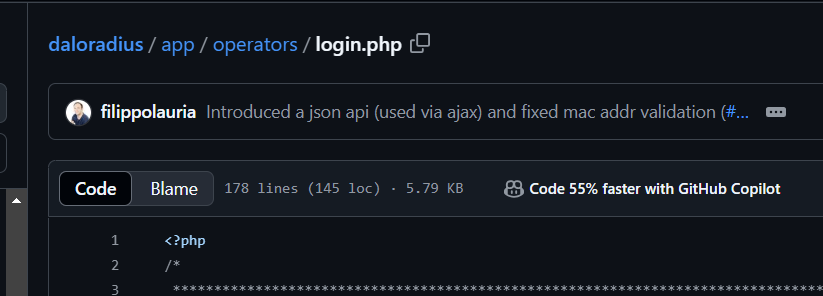 daloradius / app / operators / login.php
filippolauria Introduced a json api (used via ajax) and fixed mac addr validation (#...
Code Blame 178 lines (145 loc) · 5.79 KB Code 55% faster with GitHub Copilot
1 <?php
2 /*
3 *******************************************************************************